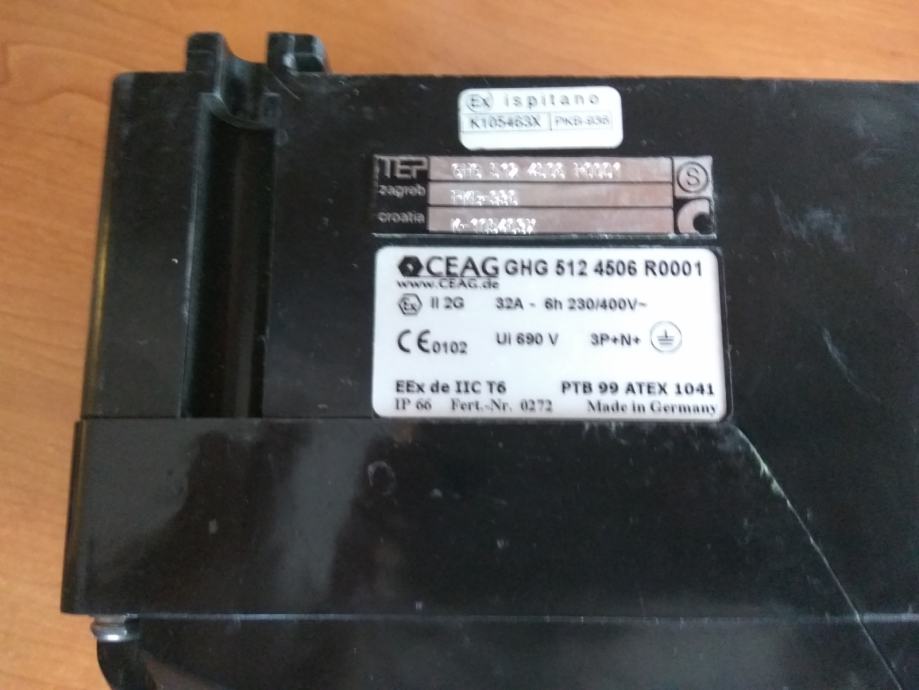 Ex ispitano
K105463X PKB-936
TEP
zagreb
croatia
S
CEAG GHG 512 4506 R0001
www.CEAG.de
Ex II 2G 32A - 6h 230/400V~
CE0102 Ui 690 V 3P+N+
EEx de IIC T6 PTB 99 ATEX 1041
IP 66 Fert.-Nr. 0272 Made in Germany